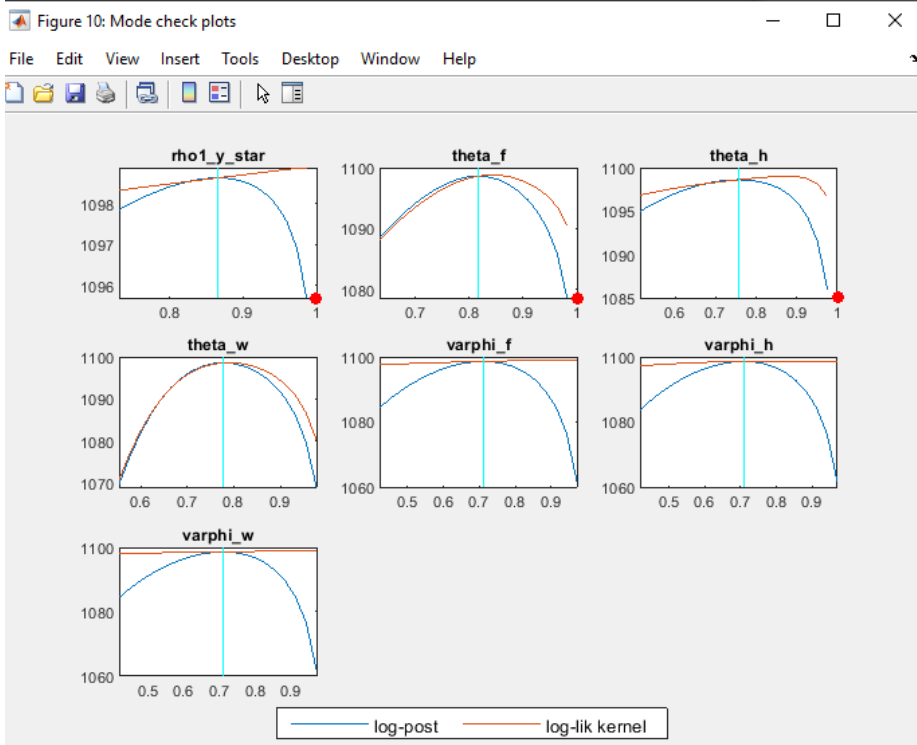 Figure 10: Mode check plots
File Edit View Insert Tools Desktop Window Help
rho1_y_star
1098
1097
1096
0.8 0.9 1
theta_f
1100
1090
1080
0.7 0.8 0.9 1
theta_h
1100
1095
1090
1085
0.6 0.7 0.8 0.9 1
theta_w
1100
1090
1080
1070
0.6 0.7 0.8 0.9
varphi_f
1100
1080
1060
0.5 0.6 0.7 0.8 0.9
varphi_h
1100
1080
1060
0.5 0.6 0.7 0.8 0.9
varphi_w
1100
1080
1060
0.5 0.6 0.7 0.8 0.9
log-post log-lik kernel